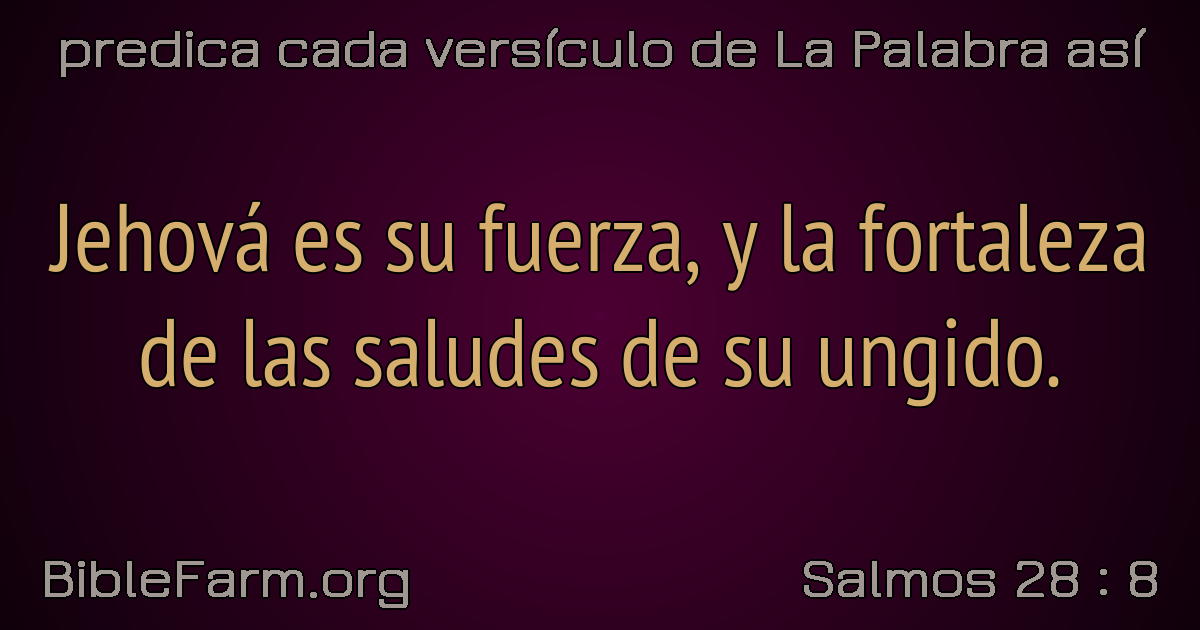 predica cada versículo de La Palabra así
Jehová es su fuerza, y la fortaleza
de las saludes de su ungido.
BibleFarm.org
Salmos 28 : 8